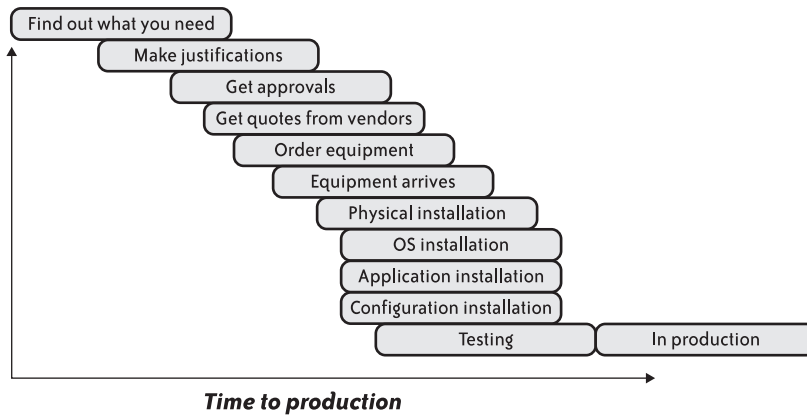 Find out what you need
Make justifications
Get approvals
Get quotes from vendors
Order equipment
Equipment arrives
Physical installation
OS installation
Application installation
Configuration installation
Testing
In production
Time to production